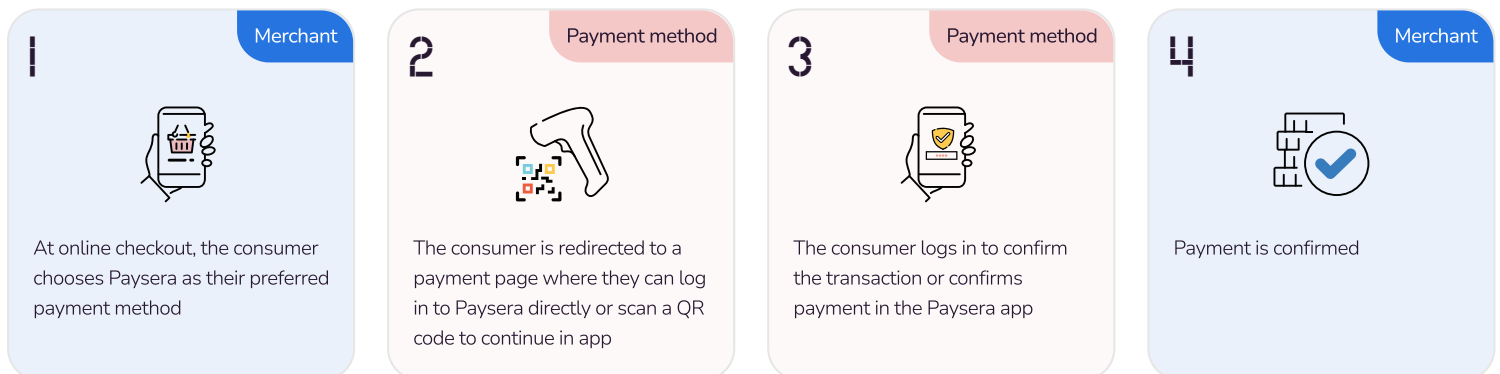 1
Merchant
At online checkout, the consumer
chooses Paysera as their preferred
payment method
2
Payment method
The consumer is redirected to a
payment page where they can log
in to Paysera directly or scan a QR
code to continue in app
3
Payment method
The consumer logs in to confirm
the transaction or confirms
payment in the Paysera app
4
Merchant
Payment is confirmed